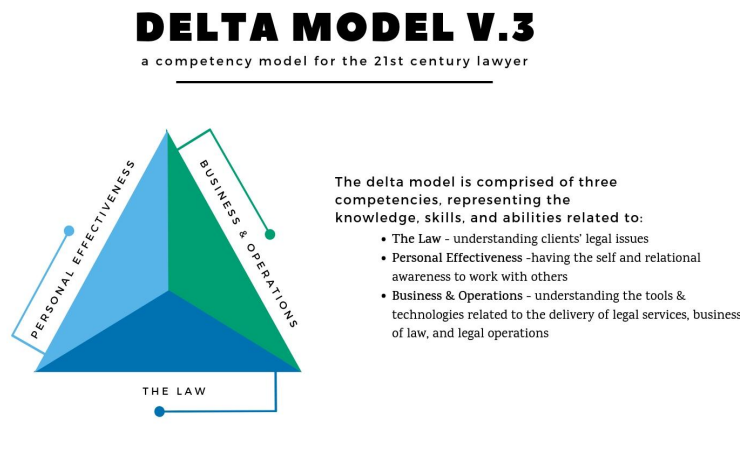 DELTA MODEL V.3
a competency model for the 21st century lawyer
PERSONAL EFFECTIVENESS
BUSINESS & OPERATIONS
THE LAW
The delta model is comprised of three
competencies, representing the
knowledge, skills, and abilities related to:
• The Law - understanding clients' legal issues
• Personal Effectiveness -having the self and relational
awareness to work with others
• Business & Operations - understanding the tools &
technologies related to the delivery of legal services, business
of law, and legal operations